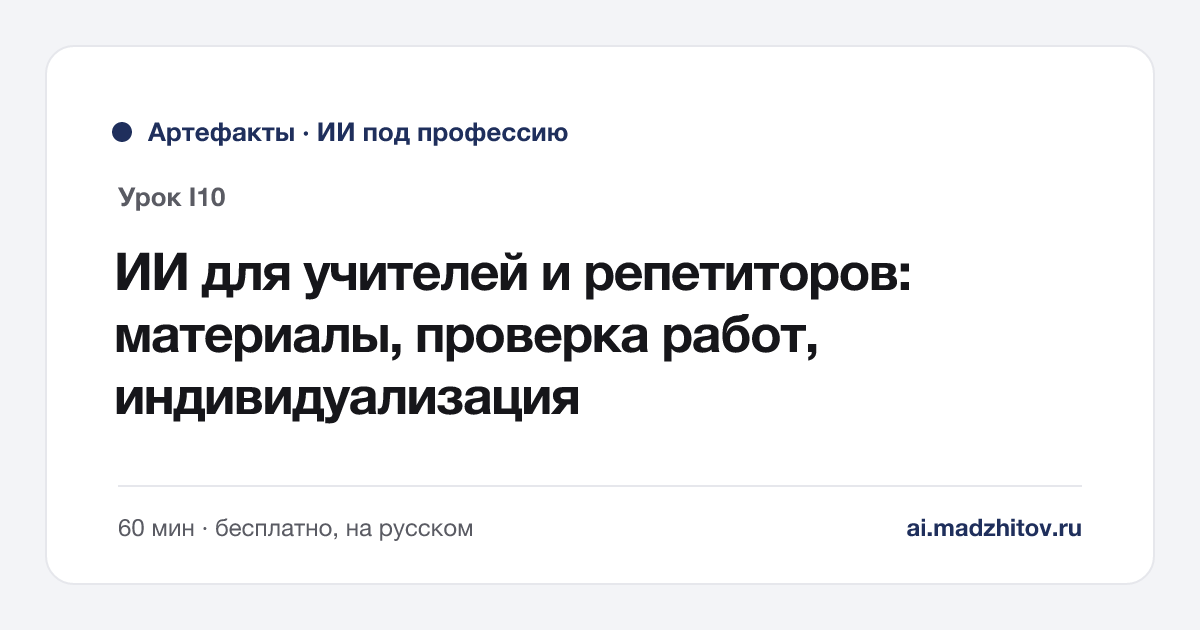 Артефакты · ИИ под профессию
Урок I10
ИИ для учителей и репетиторов:
материалы, проверка работ,
индивидуализация
60 мин · бесплатно, на русском
ai.madzhitov.ru